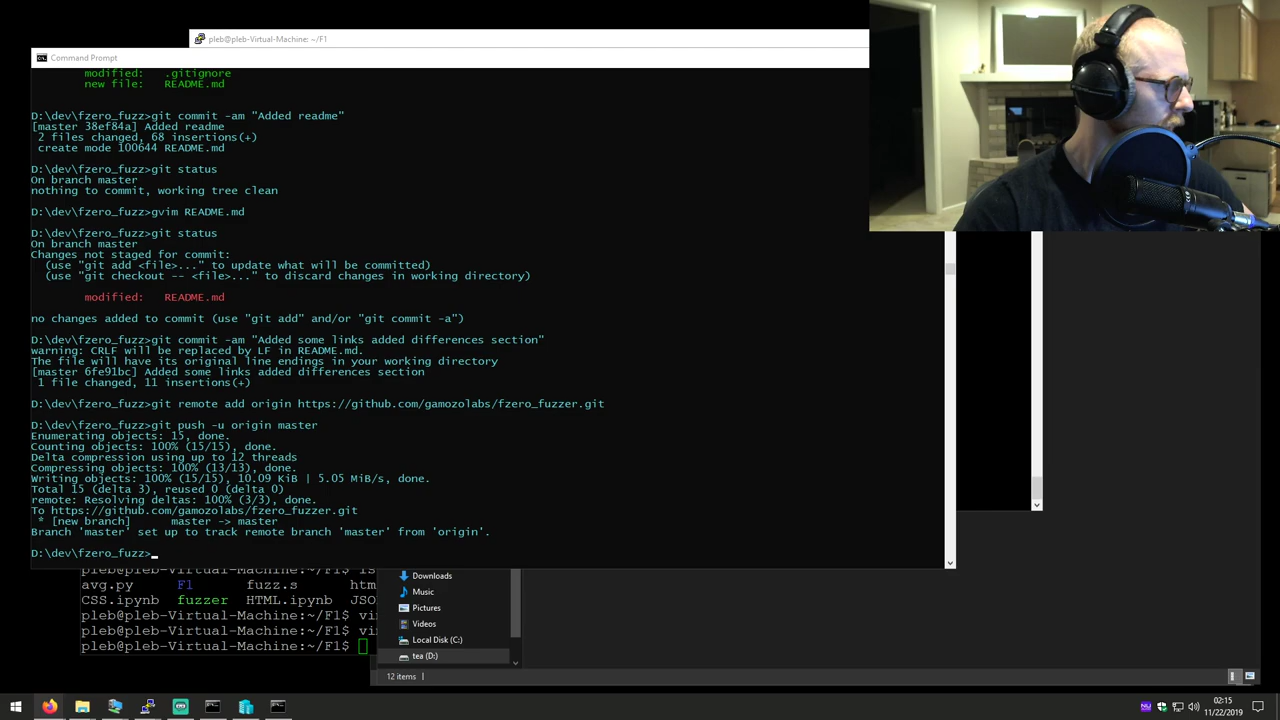 pleb@pleb-Virtual-Machine: ~/F1
Command Prompt
modified:   .gitignore
new file:   README.md
D:\dev\fzero_fuzz>git commit -am "Added readme"
[master 38ef84a] Added readme
2 files changed, 68 insertions(+)
create mode 100644 README.md
D:\dev\fzero_fuzz>git status
On branch master
nothing to commit, working tree clean
D:\dev\fzero_fuzz>gvim README.md
D:\dev\fzero_fuzz>git status
On branch master
Changes not staged for commit:
(use "git add <file>..." to update what will be committed)
(use "git checkout -- <file>..." to discard changes in working directory)
modified:   README.md
no changes added to commit (use "git add" and/or "git commit -a")
D:\dev\fzero_fuzz>git commit -am "Added some links added differences section"
warning: CRLF will be replaced by LF in README.md.
The file will have its original line endings in your working directory
[master 6fe91bc] Added some links added differences section
1 file changed, 11 insertions(+)
D:\dev\fzero_fuzz>git remote add origin https://github.com/gamozolabs/fzero_fuzzer.git
D:\dev\fzero_fuzz>git push -u origin master
Enumerating objects: 15, done.
Counting objects: 100% (15/15), done.
Delta compression using up to 12 threads
Compressing objects: 100% (13/13), done.
Writing objects: 100% (15/15), 10.09 KiB | 5.05 MiB/s, done.
Total 15 (delta 3), reused 0 (delta 0)
remote: Resolving deltas: 100% (3/3), done.
To https://github.com/gamozolabs/fzero_fuzzer.git
* [new branch]      master -> master
Branch 'master' set up to track remote branch 'master' from 'origin'.
D:\dev\fzero_fuzz>
pleb@pleb-Virtual-Machine:~/F1$ ls
avg.py F1 fuzz.s htm
CSS.ipynb fuzzer HTML.ipynb JSO
pleb@pleb-Virtual-Machine:~/F1$ vi
pleb@pleb-Virtual-Machine:~/F1$ vi
pleb@pleb-Virtual-Machine:~/F1$
Downloads
Music
Pictures
Videos
Local Disk (C:)
tea (D:)
12 items
02:15
11/22/2019